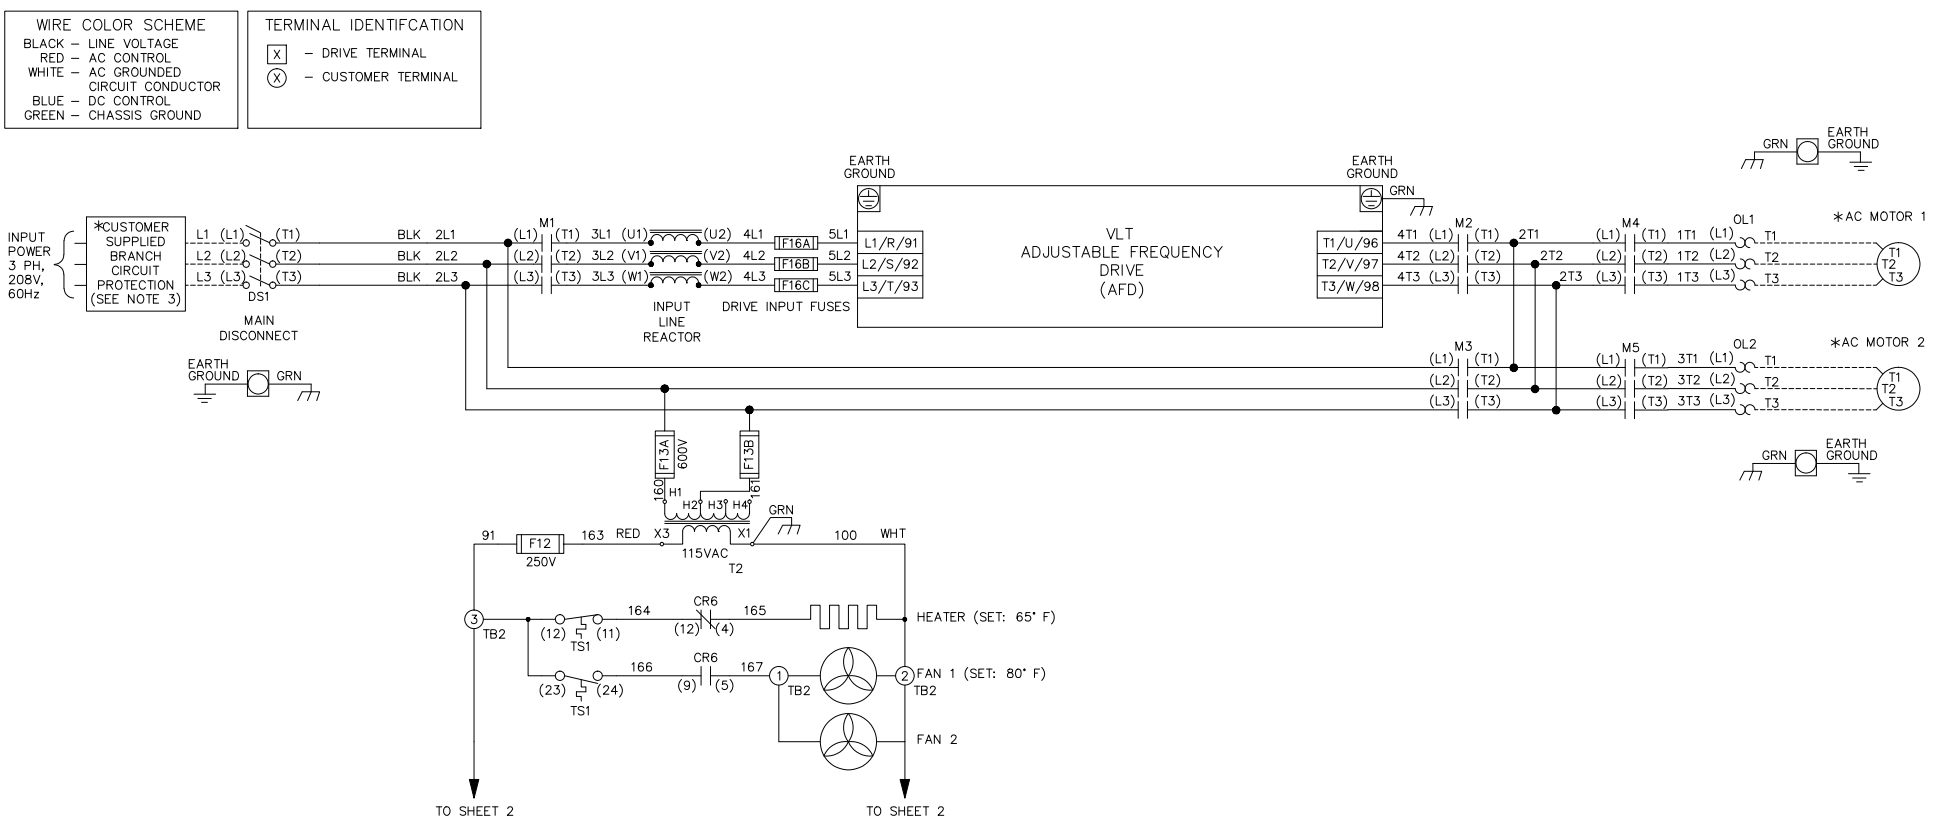 WIRE COLOR SCHEME
BLACK – LINE VOLTAGE
RED – AC CONTROL
WHITE – AC GROUNDED
CIRCUIT CONDUCTOR
BLUE – DC CONTROL
GREEN – CHASSIS GROUND
TERMINAL IDENTIFCATION
X – DRIVE TERMINAL
X – CUSTOMER TERMINAL
INPUT
POWER
3 PH,
208V,
60Hz
*CUSTOMER
SUPPLIED
BRANCH
CIRCUIT
PROTECTION
(SEE NOTE 3)
L1 (L1) (T1) BLK 2L1 (L1) M1 (T1) 3L1 (U1) (U2) 4L1 F16A 5L1 L1/R/91
L2 (L2) (T2) BLK 2L2 (L2) (T2) 3L2 (V1) (V2) 4L2 F16B 5L2 L2/S/92
L3 (L3) (T3) BLK 2L3 (L3) (T3) 3L3 (W1) (W2) 4L3 F16C 5L3 L3/T/93
DS1
MAIN
DISCONNECT
INPUT
LINE
REACTOR
DRIVE INPUT FUSES
EARTH
GROUND
VLT
ADJUSTABLE FREQUENCY
DRIVE
(AFD)
EARTH
GROUND
GRN
GRN
EARTH
GROUND
T1/U/96 4T1 (L1) M2 (T1) 2T1 (L1) M4 (T1) 1T1 (L1) OL1 T1
T2/V/97 4T2 (L2) (T2) 2T2 (L2) (T2) 1T2 (L2) T2
T3/W/98 4T3 (L3) (T3) 2T3 (L3) (T3) 1T3 (L3) T3
*AC MOTOR 1
T1
T2
T3
EARTH
GROUND
GRN
(L1) M3 (T1) (L1) M5 (T1) 3T1 (L1) OL2 T1
(L2) (T2) (L2) (T2) 3T2 (L2) T2
(L3) (T3) (L3) (T3) 3T3 (L3) T3
*AC MOTOR 2
T1
T2
T3
GRN
EARTH
GROUND
F13A
600V
F13B
160
161
H1
H2 H3 H4
GRN
91 F12 163 RED X3 X1 100 WHT
250V
115VAC
T2
3
TB2
(12) (11)
TS1
164
CR6
(12) (4)
165
HEATER (SET: 65° F)
(23) (24)
TS1
166
CR6
(9) (5)
167
1
TB2
2
TB2
FAN 1 (SET: 80° F)
FAN 2
TO SHEET 2
TO SHEET 2